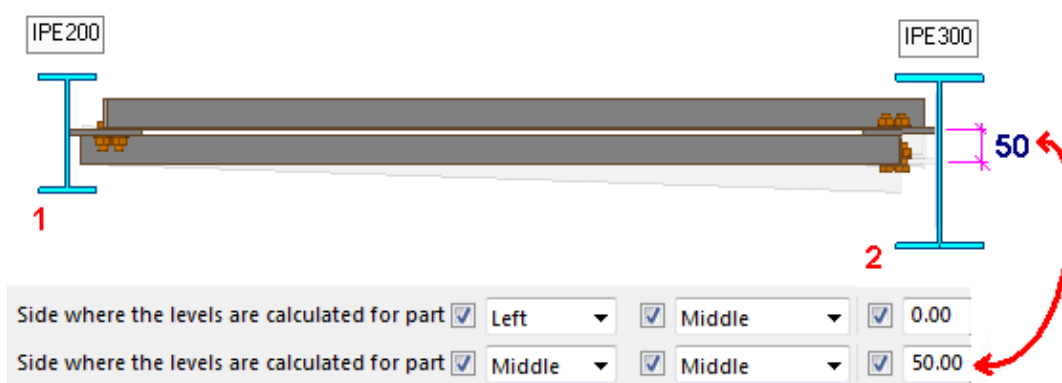 IPE200
IPE300
50
1
2
Side where the levels are calculated for part Left Middle 0.00
Side where the levels are calculated for part Middle Middle 50.00